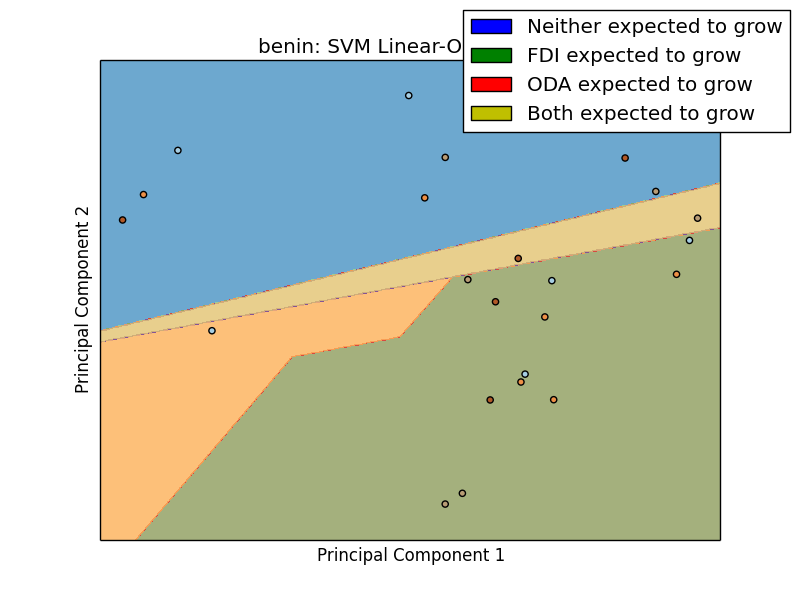 benin: SVM Linear-O
Neither expected to grow
FDI expected to grow
ODA expected to grow
Both expected to grow
Principal Component 2
Principal Component 1